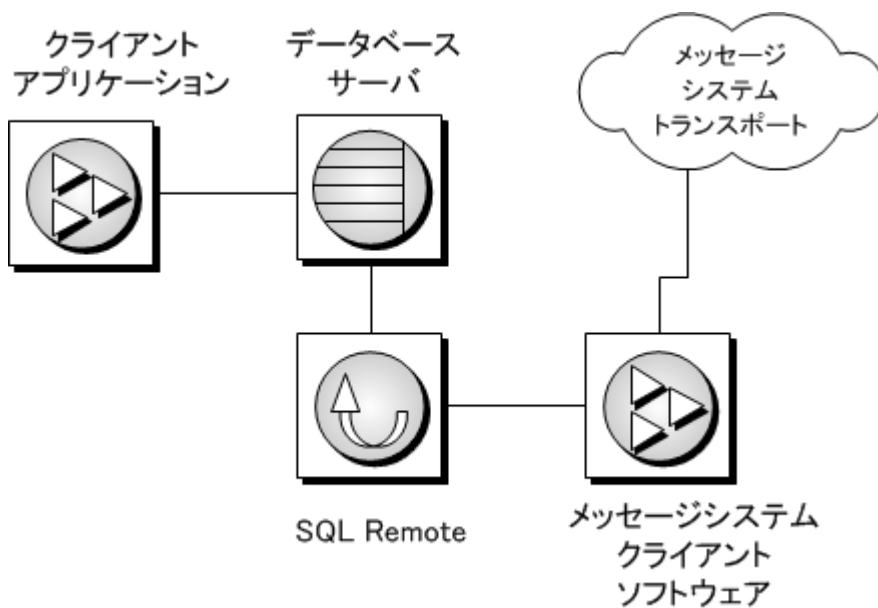 クライアント
アプリケーション
データベース
サーバ
メッセージ
システム
トランスポート
SQL Remote
メッセージシステム
クライアント
ソフトウェア